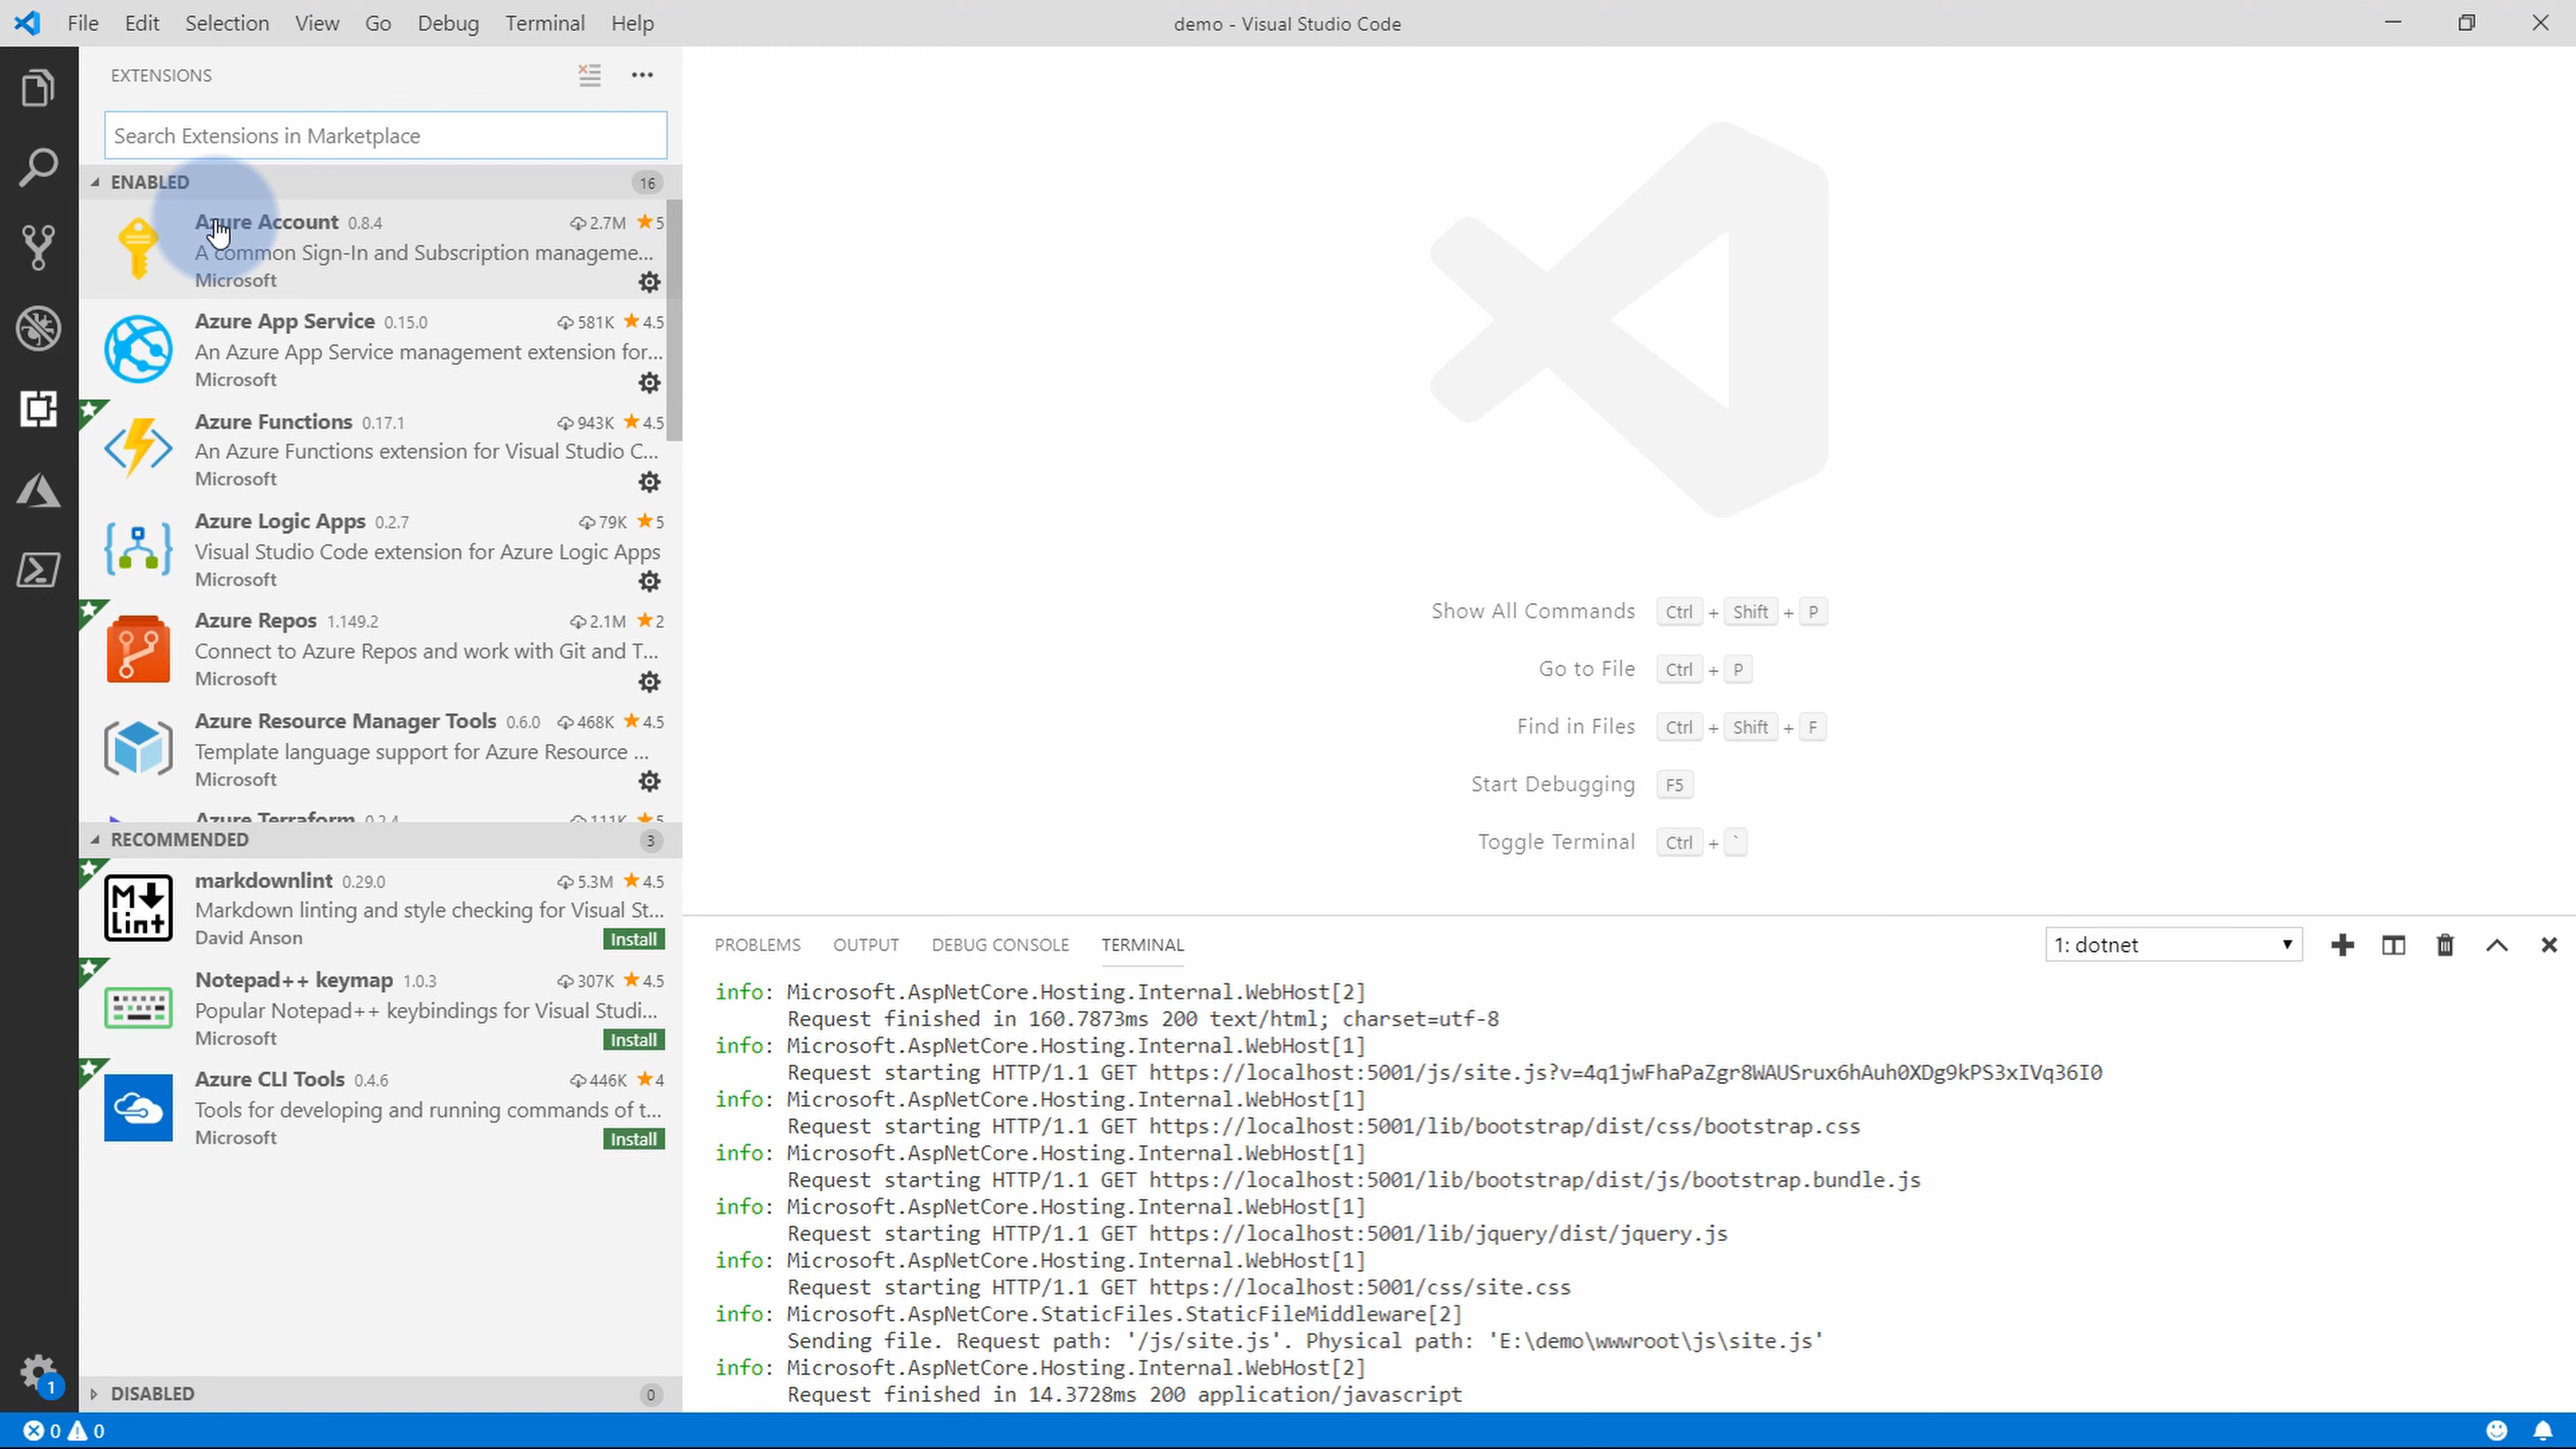 File Edit Selection View Go Debug Terminal Help
demo - Visual Studio Code
EXTENSIONS
Search Extensions in Marketplace
ENABLED 16
Azure Account 0.8.4 2.7M 5
A common Sign-In and Subscription manageme...
Microsoft
Azure App Service 0.15.0 581K 4.5
An Azure App Service management extension for...
Microsoft
Azure Functions 0.17.1 943K 4.5
An Azure Functions extension for Visual Studio C...
Microsoft
Azure Logic Apps 0.2.7 79K 5
Visual Studio Code extension for Azure Logic Apps
Microsoft
Azure Repos 1.149.2 2.1M 2
Connect to Azure Repos and work with Git and T...
Microsoft
Azure Resource Manager Tools 0.6.0 468K 4.5
Template language support for Azure Resource ...
Microsoft
Azure Terraform 0.2.4 111K 5
RECOMMENDED 3
M Lint
markdownlint 0.29.0 5.3M 4.5
Markdown linting and style checking for Visual St...
David Anson Install
Notepad++ keymap 1.0.3 307K 4.5
Popular Notepad++ keybindings for Visual Studi...
Microsoft Install
Azure CLI Tools 0.4.6 446K 4
Tools for developing and running commands of t...
Microsoft Install
DISABLED 0
1
Show All Commands Ctrl + Shift + P
Go to File Ctrl + P
Find in Files Ctrl + Shift + F
Start Debugging F5
Toggle Terminal Ctrl + `
PROBLEMS OUTPUT DEBUG CONSOLE TERMINAL 1: dotnet
info: Microsoft.AspNetCore.Hosting.Internal.WebHost[2]
Request finished in 160.7873ms 200 text/html; charset=utf-8
info: Microsoft.AspNetCore.Hosting.Internal.WebHost[1]
Request starting HTTP/1.1 GET https://localhost:5001/js/site.js?v=4q1jwFhaPaZgr8WAUSrux6hAuh0XDg9kPS3xIVq36I0
info: Microsoft.AspNetCore.Hosting.Internal.WebHost[1]
Request starting HTTP/1.1 GET https://localhost:5001/lib/bootstrap/dist/css/bootstrap.css
info: Microsoft.AspNetCore.Hosting.Internal.WebHost[1]
Request starting HTTP/1.1 GET https://localhost:5001/lib/bootstrap/dist/js/bootstrap.bundle.js
info: Microsoft.AspNetCore.Hosting.Internal.WebHost[1]
Request starting HTTP/1.1 GET https://localhost:5001/lib/jquery/dist/jquery.js
info: Microsoft.AspNetCore.Hosting.Internal.WebHost[1]
Request starting HTTP/1.1 GET https://localhost:5001/css/site.css
info: Microsoft.AspNetCore.StaticFiles.StaticFileMiddleware[2]
Sending file. Request path: '/js/site.js'. Physical path: 'E:\demo\wwwroot\js\site.js'
info: Microsoft.AspNetCore.Hosting.Internal.WebHost[2]
Request finished in 14.3728ms 200 application/javascript
0 0